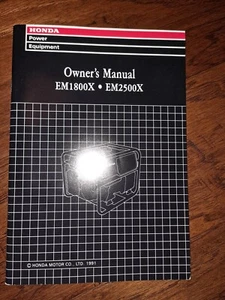 HONDA
Power
Equipment
Owner's Manual
EM1800X • EM2500X
© HONDA MOTOR CO., LTD. 1991